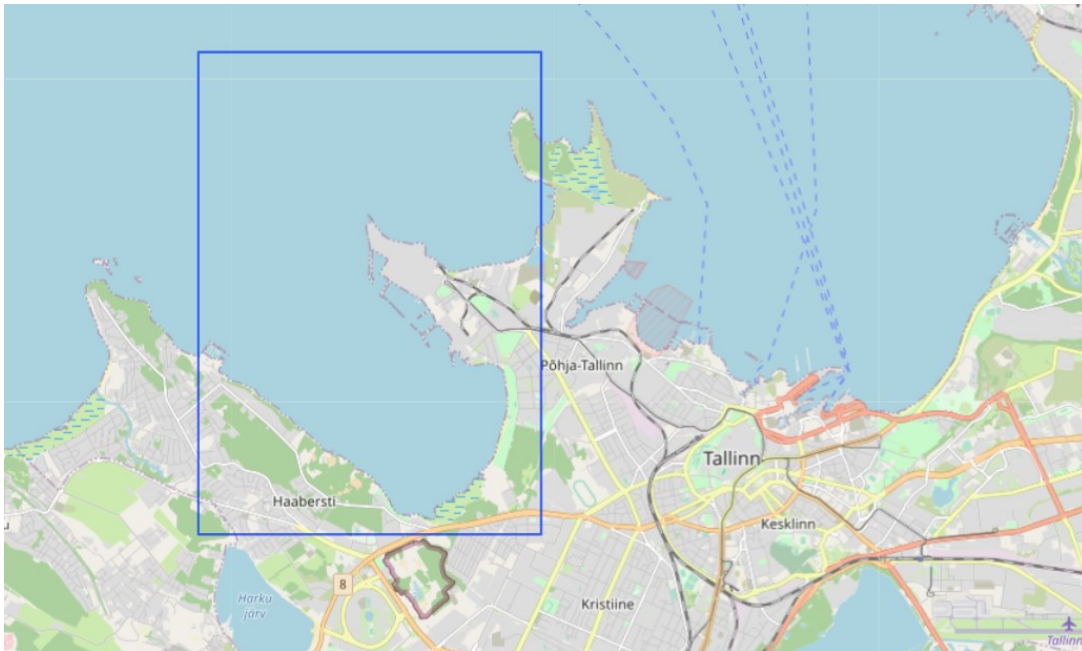 Põhja-Tallinn
Tallinn
Haabersti
Kesklinn
u
8
Harku
järv
Kristiine
Tallinn